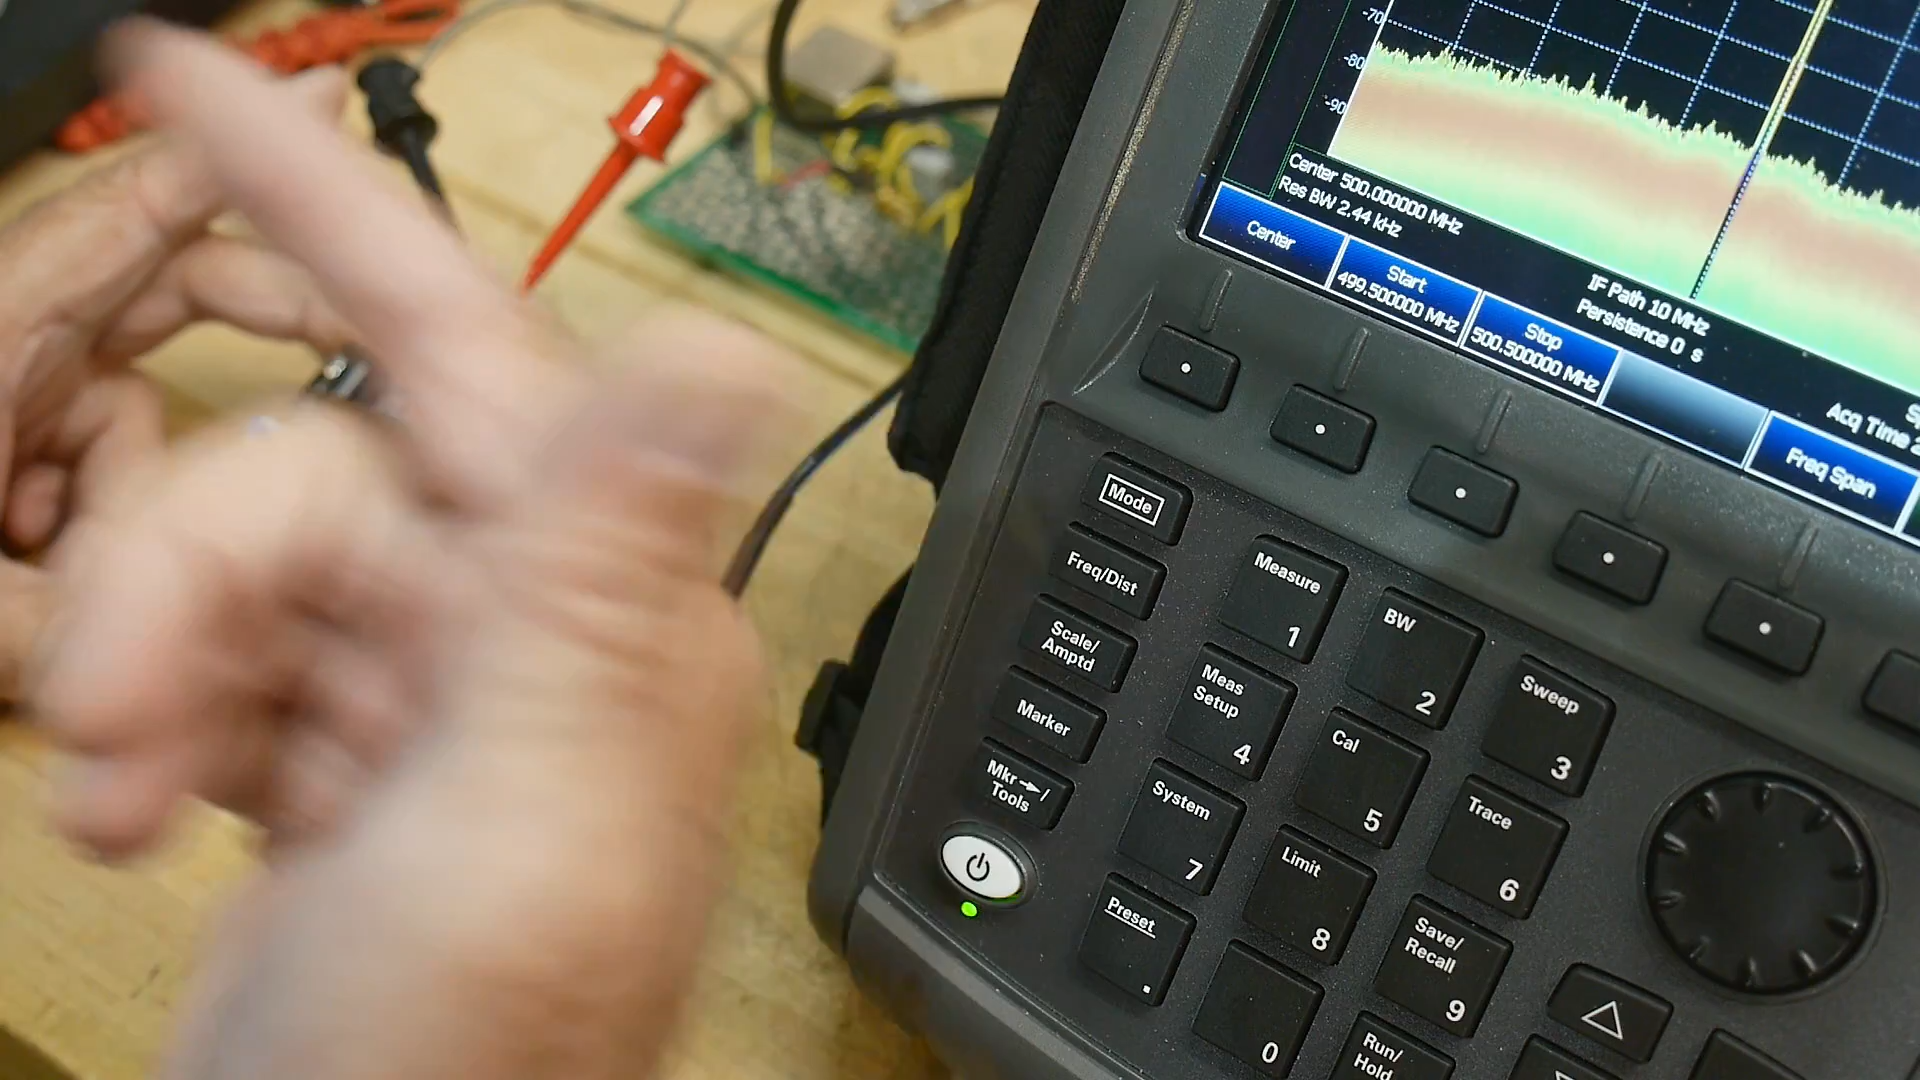 -70
-80
-90
Center 500.000000 MHz
Res BW 2.44 kHz
IF Path 10 MHz
Persistence 0 s
Acq Time
Center
Start
499.500000 MHz
Stop
500.500000 MHz
Freq Span
Mode
Freq/Dist
Scale/
Amptd
Marker
Mkr→/
Tools
Measure
1
BW
2
Sweep
3
Meas
Setup
4
Cal
5
Trace
6
System
7
Limit
8
Save/
Recall
9
Preset
.
0
Run/
Hold